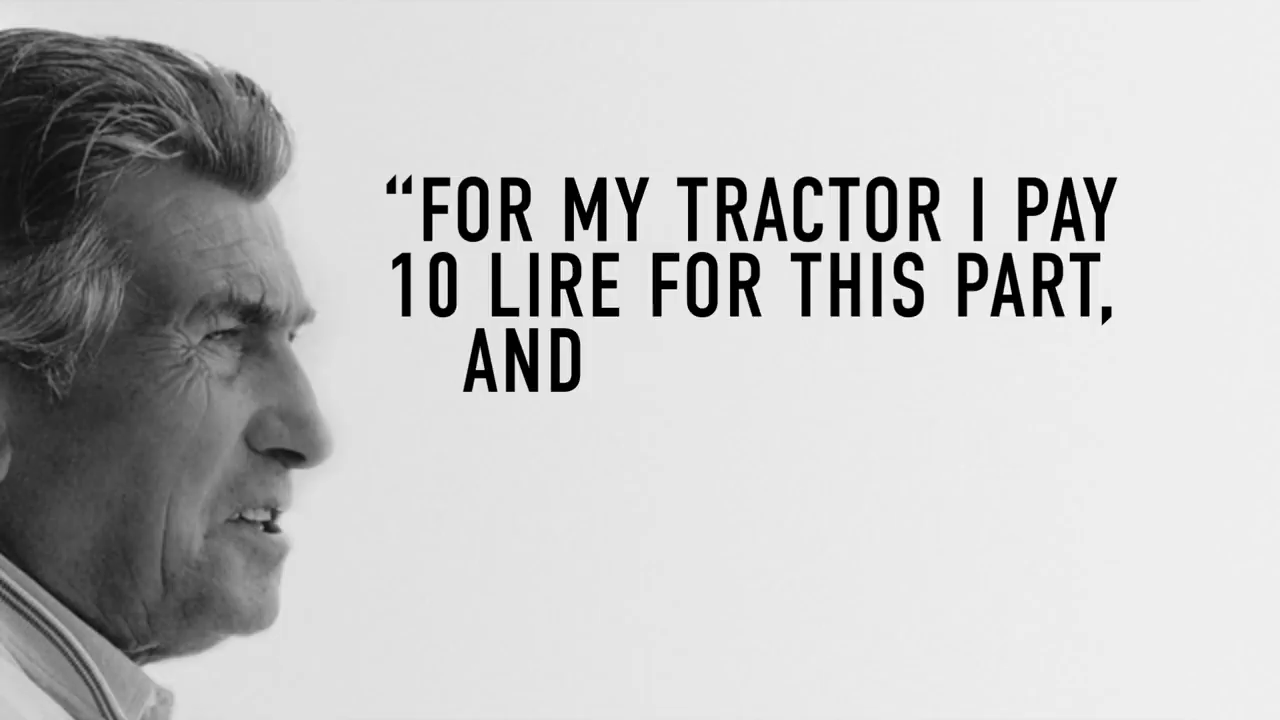 “FOR MY TRACTOR I PAY
10 LIRE FOR THIS PART,
AND